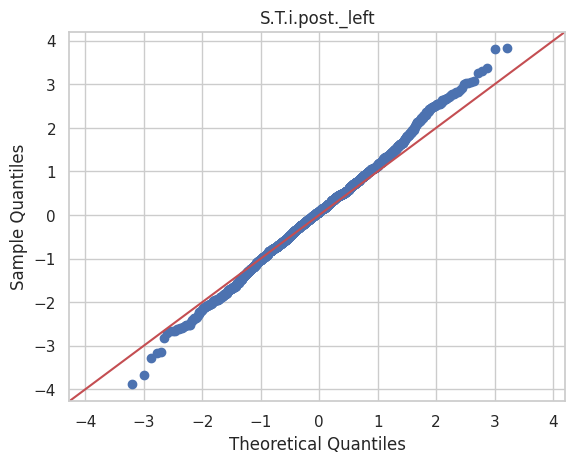 S.T.i.post._left
4
3
2
1
0
−1
−2
−3
−4
Sample Quantiles
−4 −3 −2 −1 0 1 2 3 4
Theoretical Quantiles